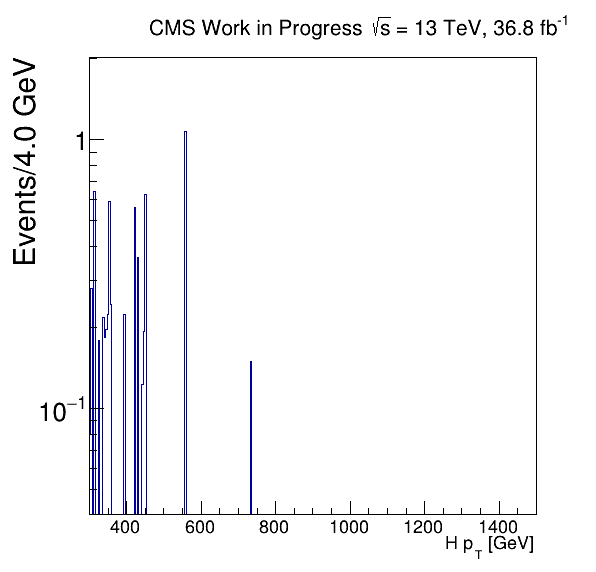 CMS Work in Progress √s = 13 TeV, 36.8 fb⁻¹
Events/4.0 GeV
1
10⁻¹
400 600 800 1000 1200 1400
H p_T [GeV]